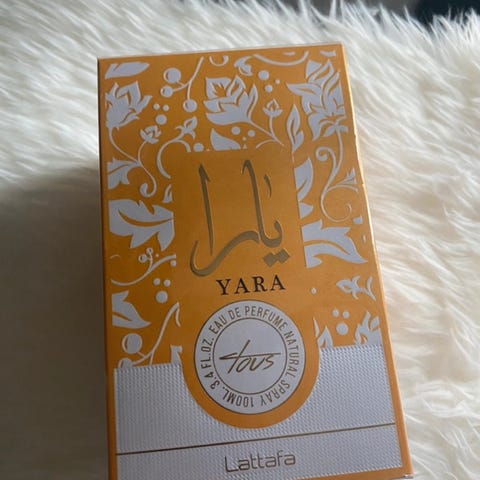 يارا
YARA
3.4 FL.OZ. EAU DE PERFUME NATURAL SPRAY 100ML.
tous
Lattafa